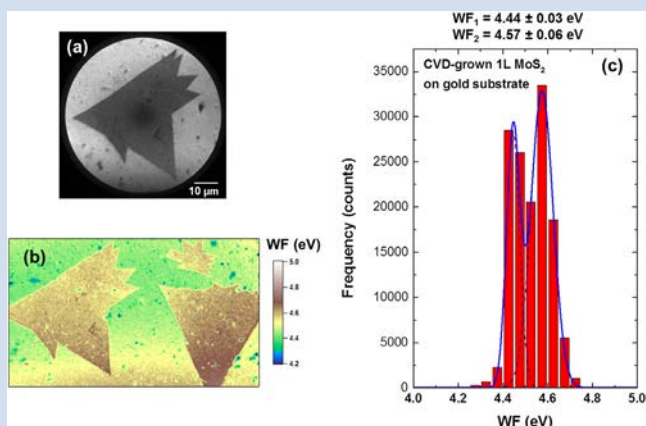 (a)
10 µm
(b)
WF (eV)
5.0
4.8
4.6
4.4
4.2
WF₁ = 4.44 ± 0.03 eV
WF₂ = 4.57 ± 0.06 eV
CVD-grown 1L MoS₂
on gold substrate
(c)
Frequency (counts)
35000
30000
25000
20000
15000
10000
5000
0
4.0 4.2 4.4 4.6 4.8 5.0
WF (eV)